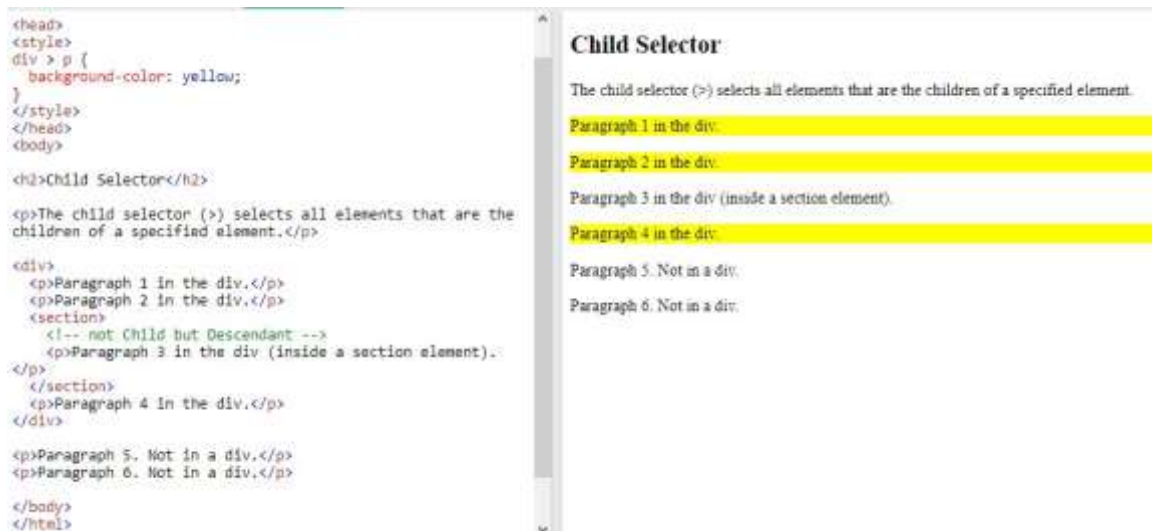 <head>
<style>
div > p {
  background-color: yellow;
}
</style>
</head>
<body>
<h2>Child Selector</h2>
<p>The child selector (>) selects all elements that are the
children of a specified element.</p>
<div>
  <p>Paragraph 1 in the div.</p>
  <p>Paragraph 2 in the div.</p>
  <section>
    <!-- not Child but Descendant -->
    <p>Paragraph 3 in the div (inside a section element).
</p>
  </section>
  <p>Paragraph 4 in the div.</p>
</div>
<p>Paragraph 5. Not in a div.</p>
<p>Paragraph 6. Not in a div.</p>
</body>
</html>
Child Selector
The child selector (>) selects all elements that are the children of a specified element.
Paragraph 1 in the div.
Paragraph 2 in the div.
Paragraph 3 in the div (inside a section element).
Paragraph 4 in the div.
Paragraph 5. Not in a div.
Paragraph 6. Not in a div.